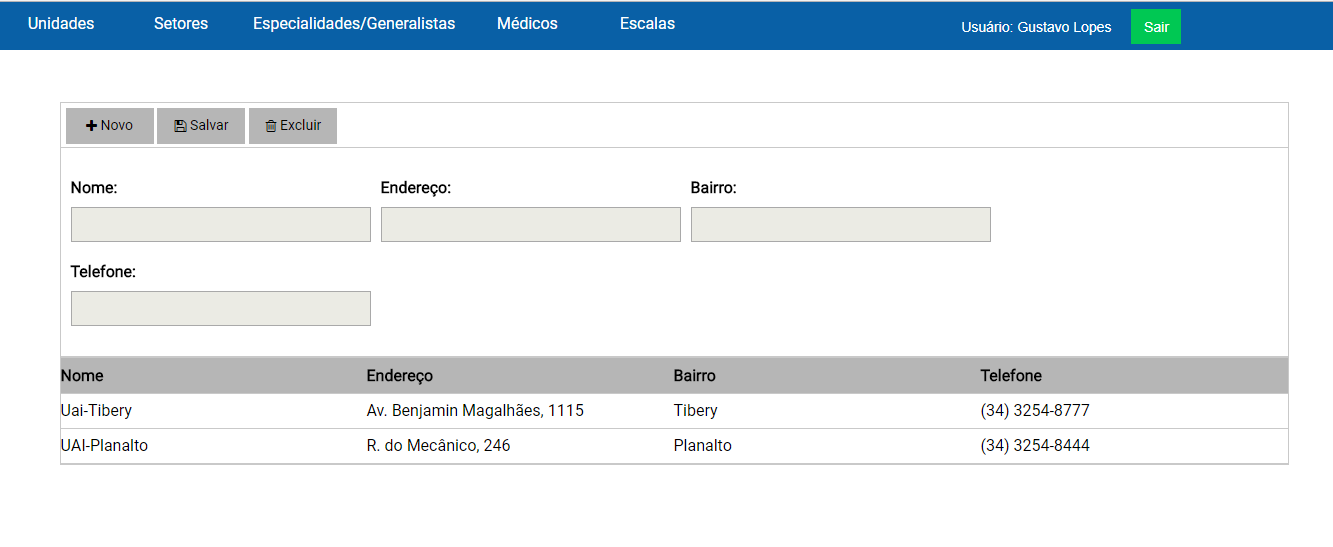 Unidades Setores Especialidades/Generalistas Médicos Escalas Usuário: Gustavo Lopes Sair
Novo Salvar Excluir
Nome: Endereço: Bairro:
Telefone:
Nome Endereço Bairro Telefone
Uai-Tibery Av. Benjamin Magalhães, 1115 Tibery (34) 3254-8777
UAI-Planalto R. do Mecânico, 246 Planalto (34) 3254-8444